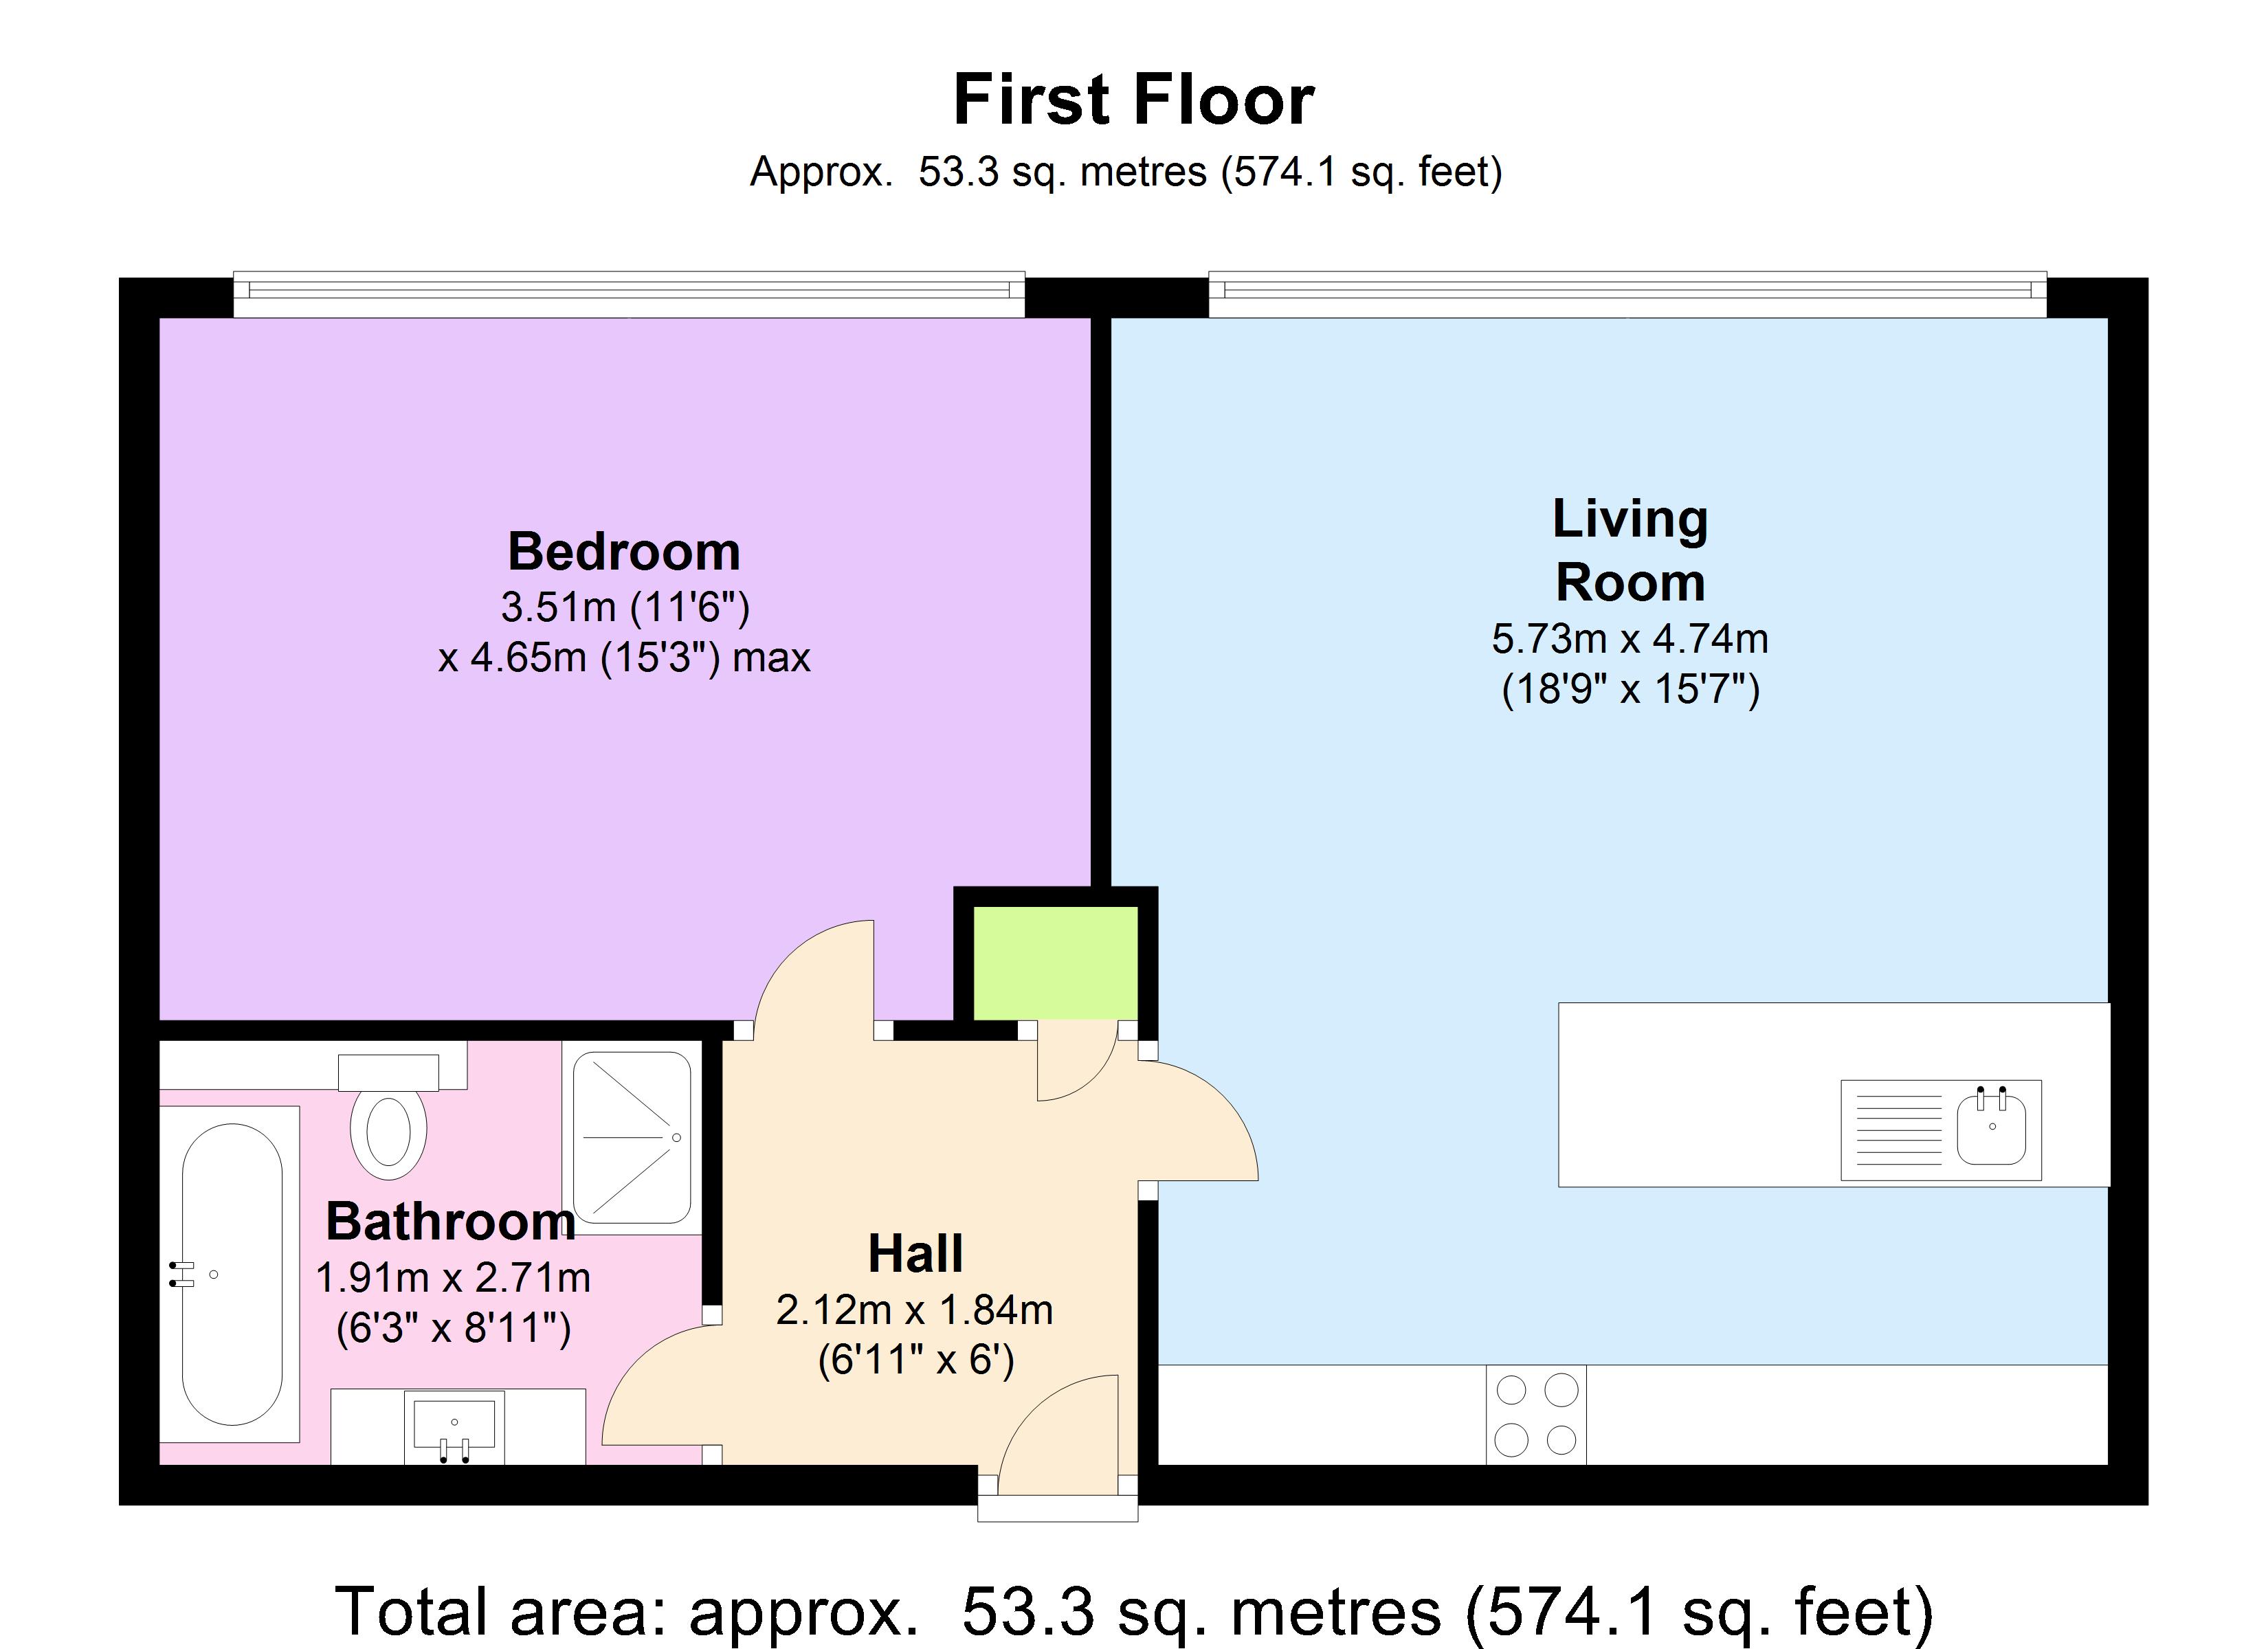 First Floor
Approx.  53.3 sq. metres (574.1 sq. feet)
Bedroom
3.51m (11'6")
x 4.65m (15'3") max
Living
Room
5.73m x 4.74m
(18'9" x 15'7")
Bathroom
1.91m x 2.71m
(6'3" x 8'11")
Hall
2.12m x 1.84m
(6'11" x 6')
Total area: approx.  53.3 sq. metres (574.1 sq. feet)